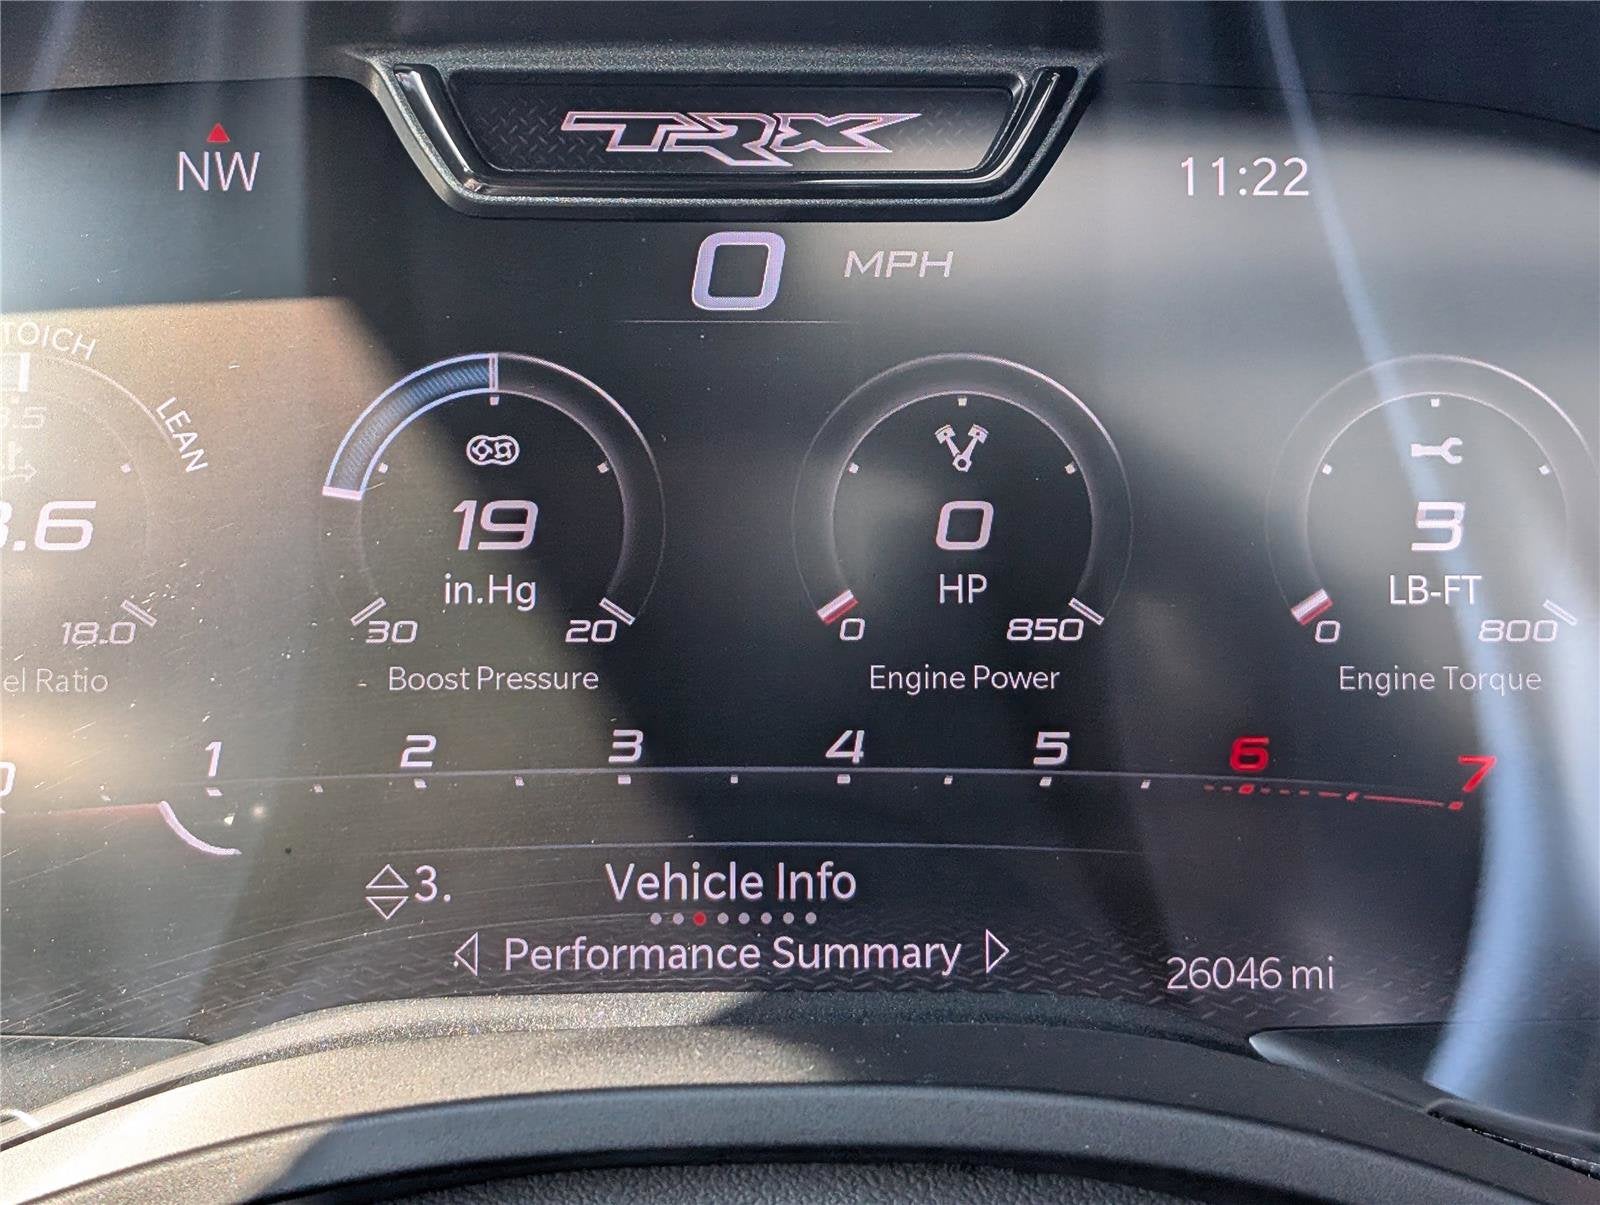 TRX
NW
11:22
0 MPH
TOICH
LEAN
.6
18.0
el Ratio
19
in.Hg
30 20
Boost Pressure
0
HP
0 850
Engine Power
3
LB-FT
0 800
Engine Torque
0 1 2 3 4 5 6 7
3.
Vehicle Info
Performance Summary
26046 mi